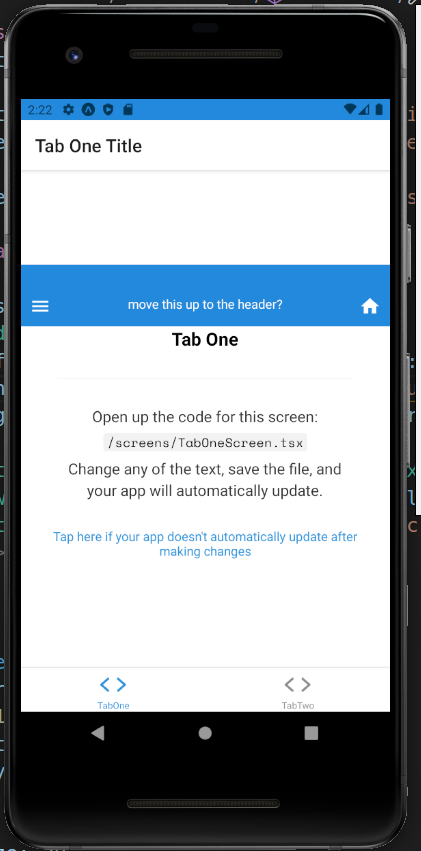 2:22
Tab One Title
move this up to the header?
Tab One
Open up the code for this screen:
/screens/TabOneScreen.tsx
Change any of the text, save the file, and
your app will automatically update.
Tap here if your app doesn't automatically update after
making changes
TabOne
TabTwo